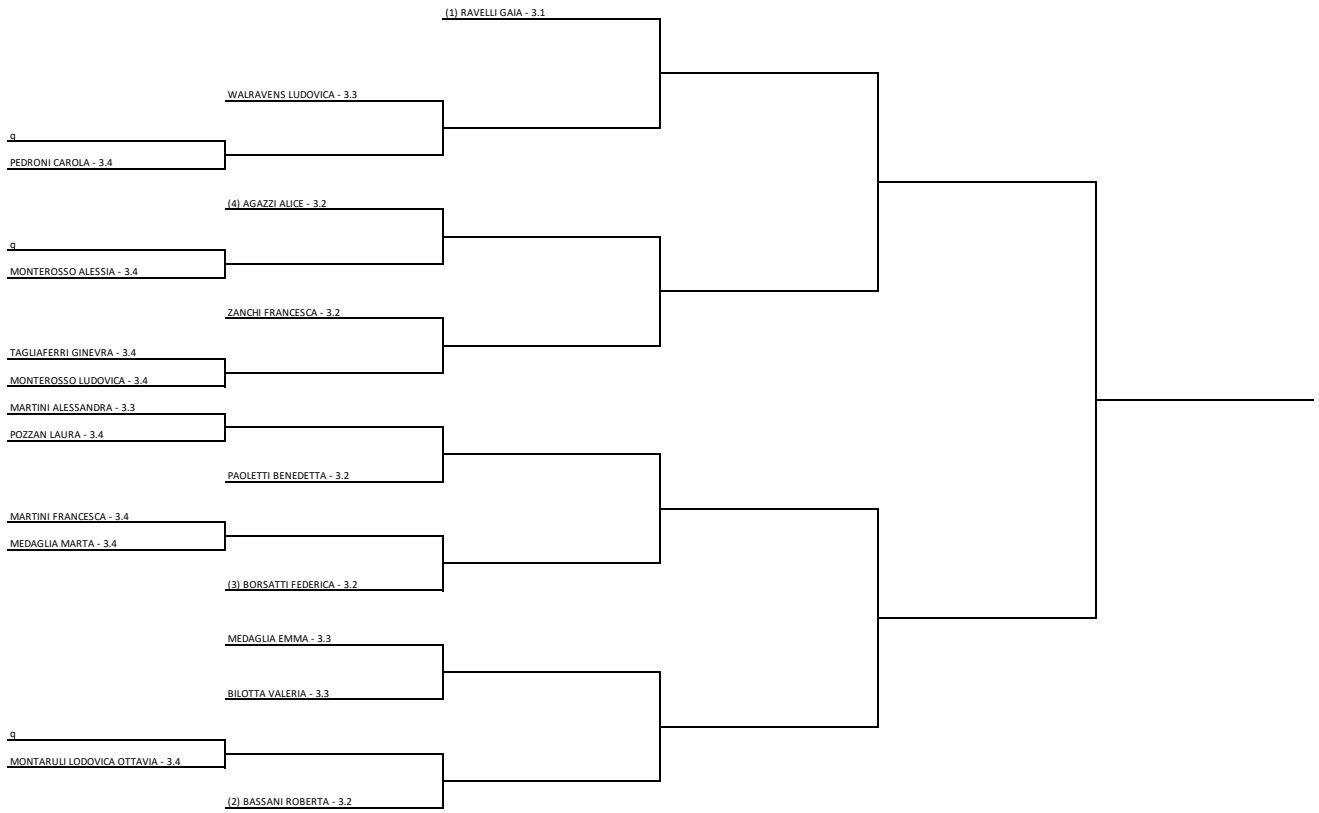 (1) RAVELLI GAIA - 3.1
WALRAVENS LUDOVICA - 3.3
q
PEDRONI CAROLA - 3.4
(4) AGAZZI ALICE - 3.2
q
MONTEROSSO ALESSIA - 3.4
ZANCHI FRANCESCA - 3.2
TAGLIAFERRI GINEVRA - 3.4
MONTEROSSO LUDOVICA - 3.4
MARTINI ALESSANDRA - 3.3
POZZAN LAURA - 3.4
PAOLETTI BENEDETTA - 3.2
MARTINI FRANCESCA - 3.4
MEDAGLIA MARTA - 3.4
(3) BORSATTI FEDERICA - 3.2
MEDAGLIA EMMA - 3.3
BILOTTA VALERIA - 3.3
q
MONTARULI LODOVICA OTTAVIA - 3.4
(2) BASSANI ROBERTA - 3.2